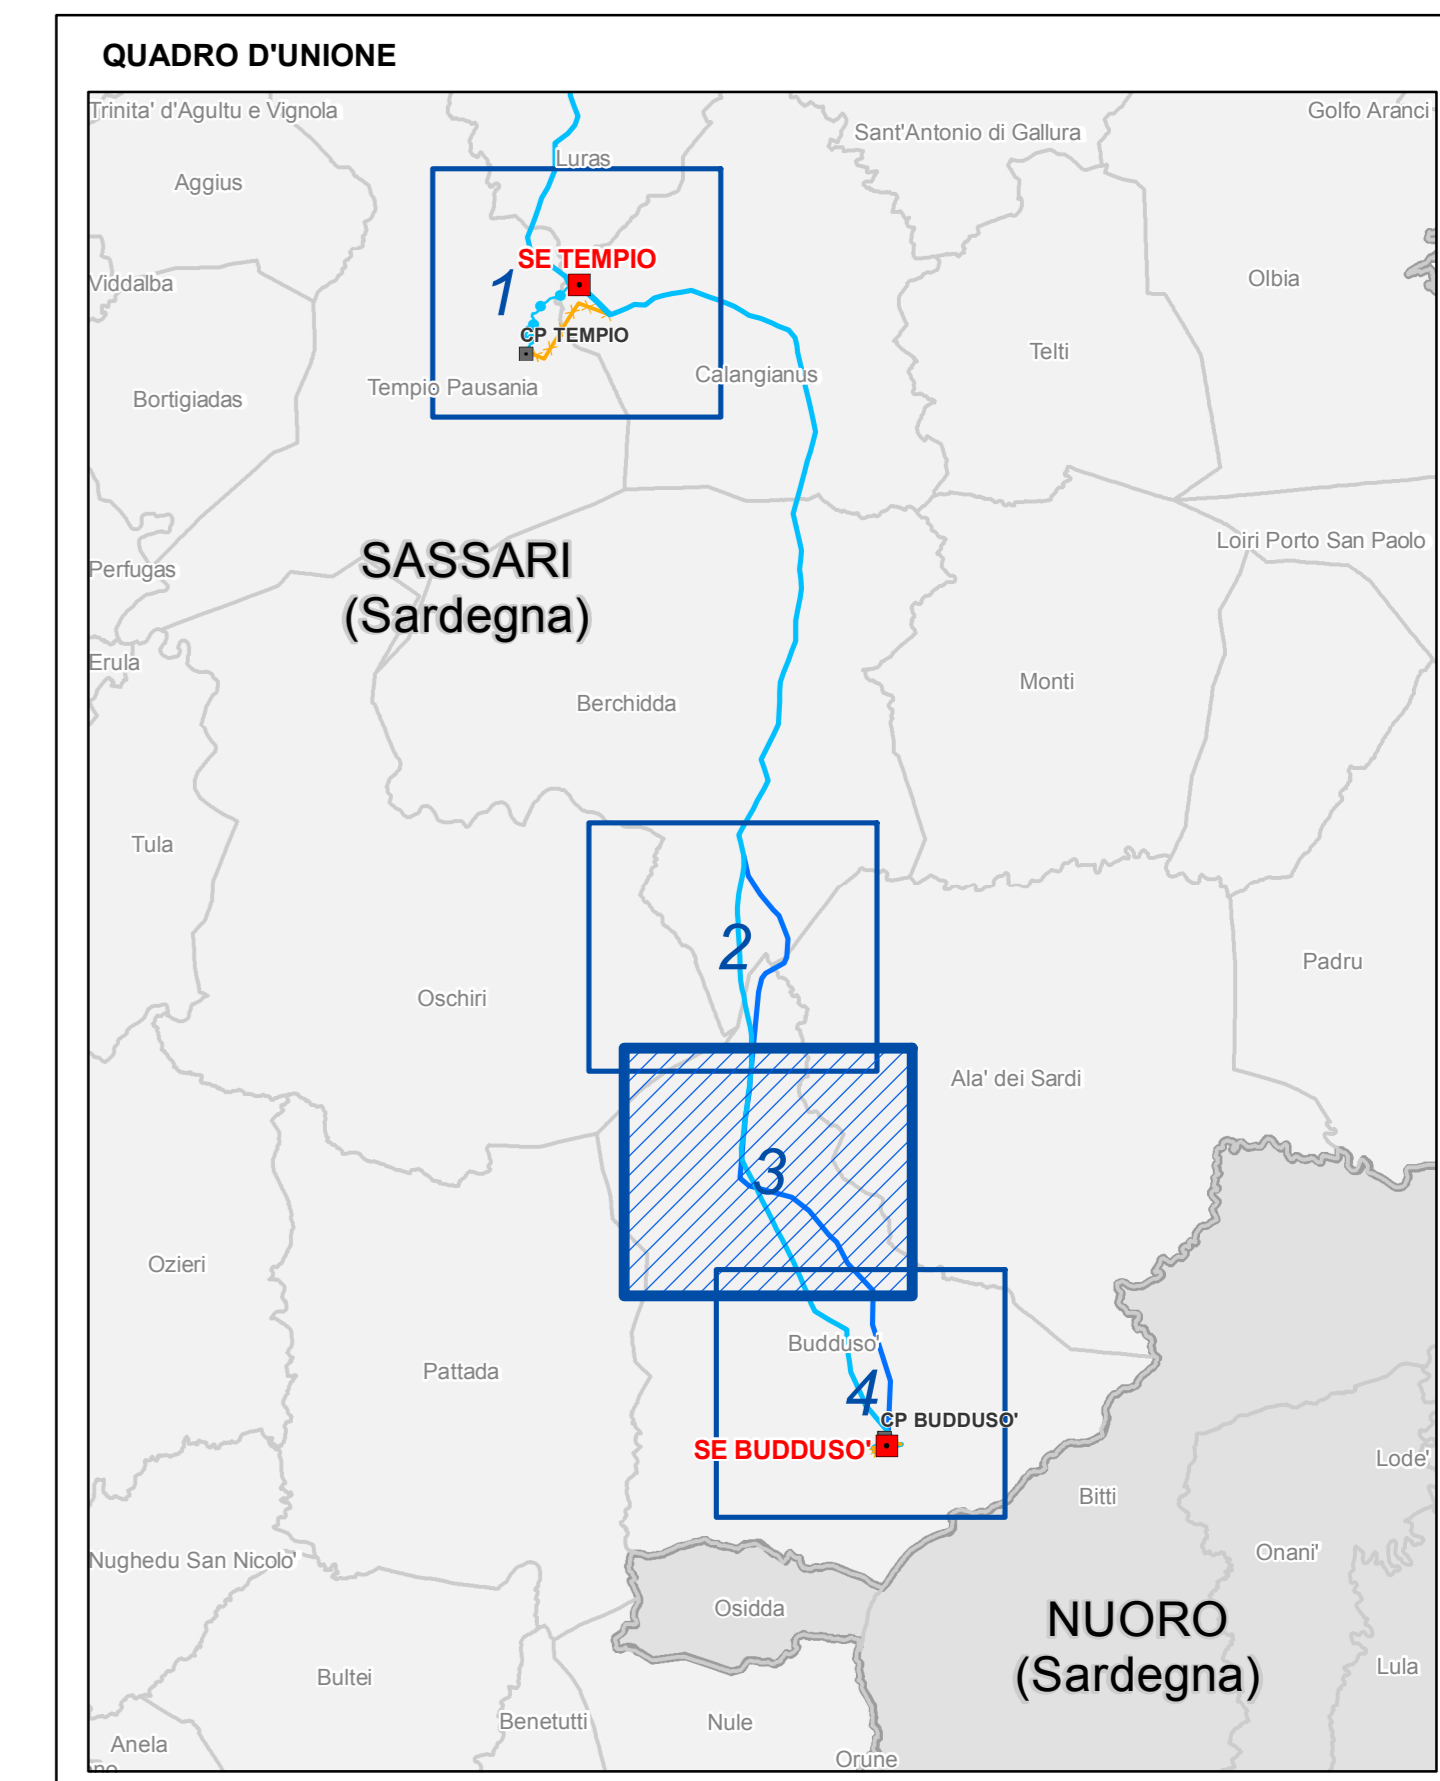 QUADRO D'UNIONE
Trinita' d'Agultu e Vignola
Golfo Aranci
Sant'Antonio di Gallura
Luras
Aggius
SE TEMPIO
Olbia
Viddalba
1
CP TEMPIO
Telti
Calangianus
Tempio Pausania
Bortigiadas
Loiri Porto San Paolo
SASSARI
(Sardegna)
Perfugas
Erula
Monti
Berchidda
Tula
2
Padru
Oschiri
Ala' dei Sardi
3
Ozieri
Budduso'
Pattada
4
CP BUDDUSO'
SE BUDDUSO'
Lode'
Bitti
Nughedu San Nicolo'
Onani'
Osidda
NUORO
(Sardegna)
Lula
Bultei
Benetutti
Nule
Anela
Orune